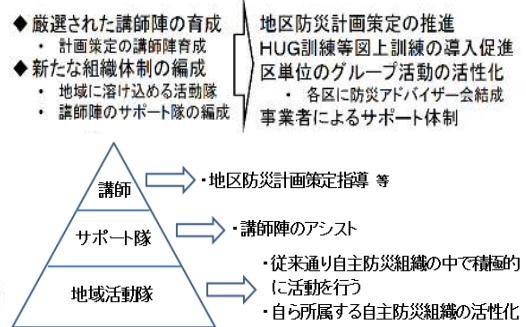 ◆厳選された講師陣の育成
・計画策定の講師陣育成
◆新たな組織体制の編成
・地域に溶け込める活動隊
・講師陣のサポート隊の編成
地区防災計画策定の推進
HUG訓練等図上訓練の導入促進
区単位のグループ活動の活性化
・各区に防災アドバイザー会結成
事業者によるサポート体制
講師
・地区防災計画策定指導 等
サポート隊
・講師陣のアシスト
地域活動隊
・従来通り自主防災組織の中で積極的
に活動を行う
・自ら所属する自主防災組織の活性化